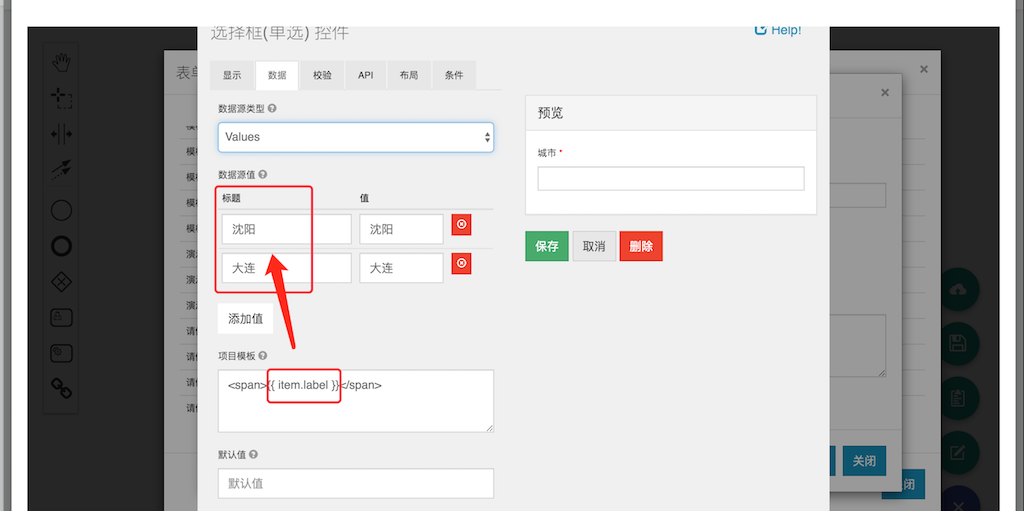 选择框(单选) 控件
Help!
表单
显示
数据
校验
API
布局
条件
数据源类型
Values
数据源值
标题
值
沈阳
沈阳
大连
大连
添加值
项目模板
<span>{{ item.label }}</span>
默认值
默认值
预览
城市 *
保存
取消
删除
关闭
闭